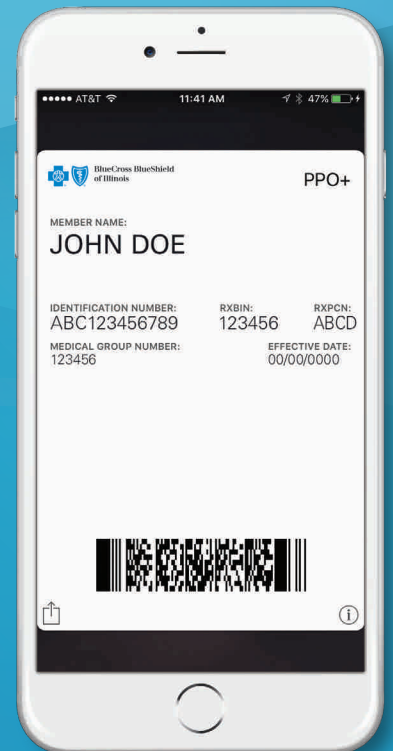 AT&T 11:41 AM 47%
BlueCross BlueShield
of Illinois
PPO+
MEMBER NAME:
JOHN DOE
IDENTIFICATION NUMBER: RXBIN: RXPCN:
ABC123456789 123456 ABCD
MEDICAL GROUP NUMBER: EFFECTIVE DATE:
123456 00/00/0000